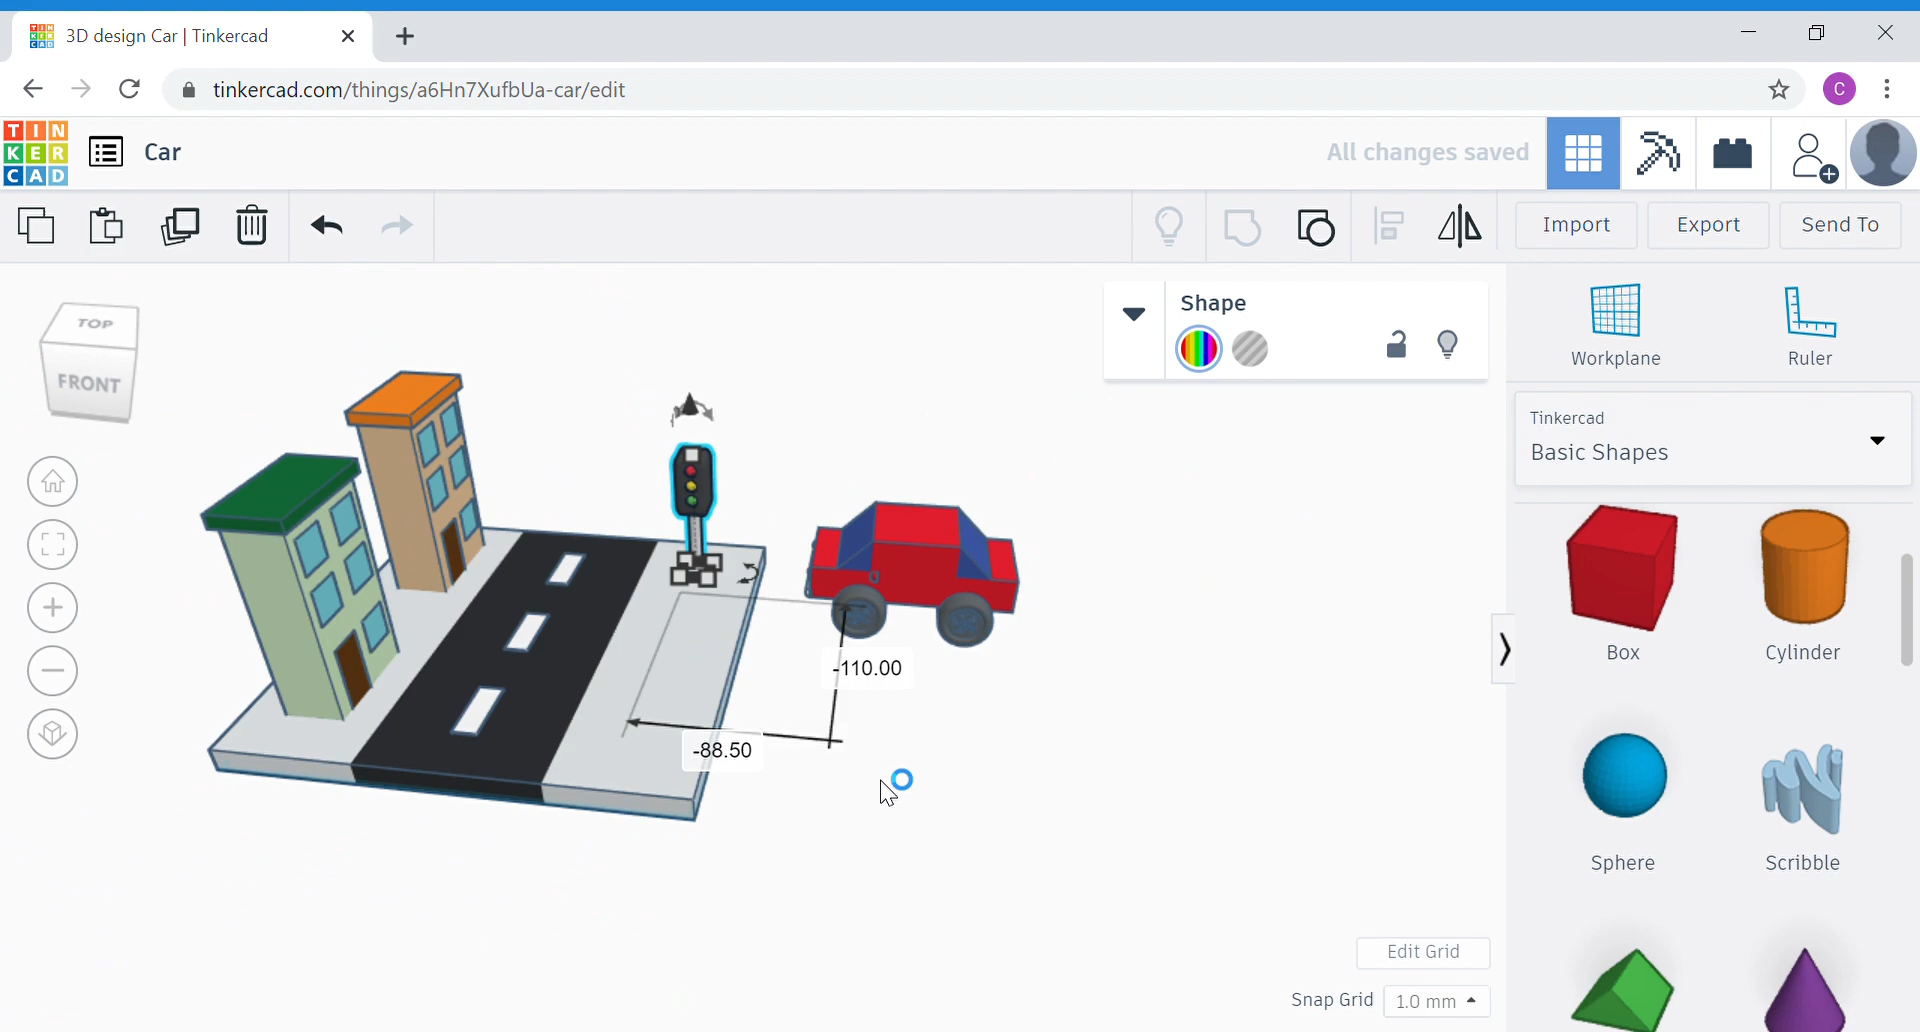 3D design Car | Tinkercad
tinkercad.com/things/a6Hn7XufbUa-car/edit
C
TIN
KER
CAD
Car
All changes saved
Import
Export
Send To
TOP
FRONT
Shape
Workplane
Ruler
Tinkercad
Basic Shapes
Box
Cylinder
-110.00
-88.50
Sphere
Scribble
Edit Grid
Snap Grid
1.0 mm